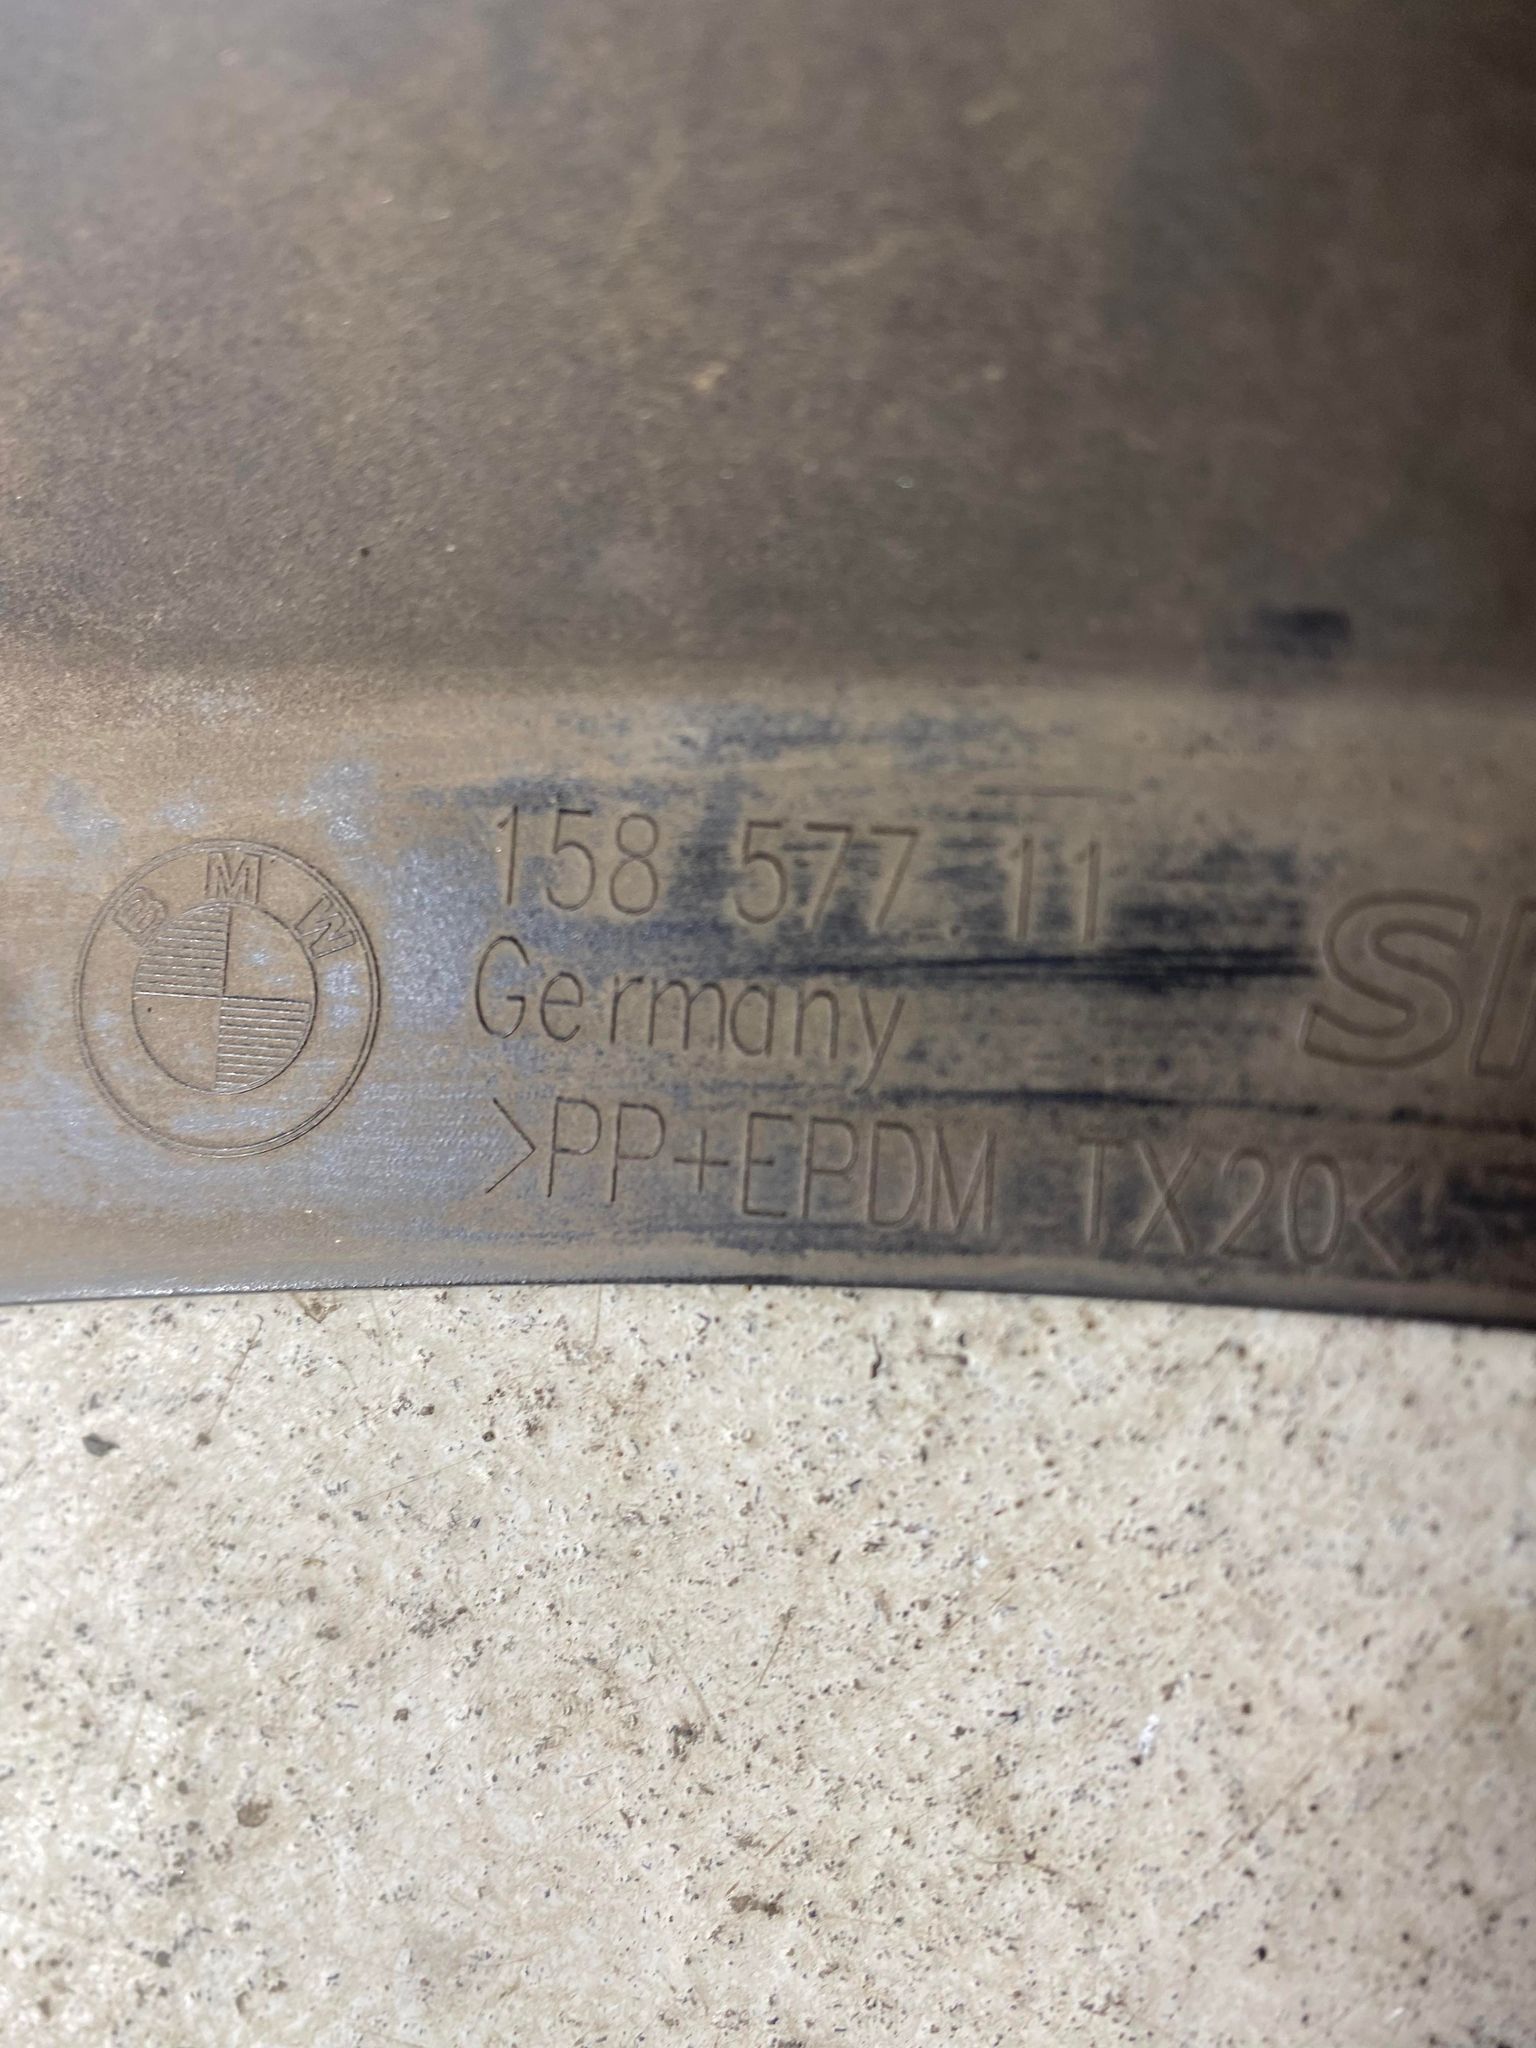 BMW
158 577 11
Germany
>PP+EPDM TX20<